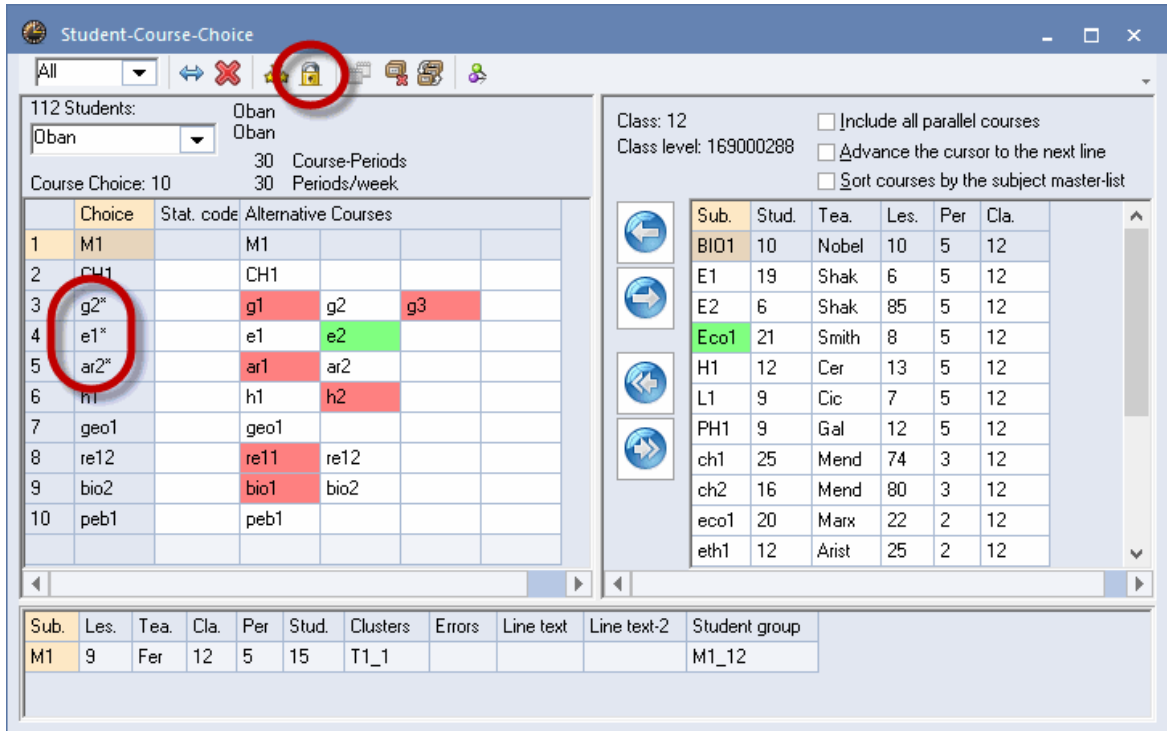 Student-Course-Choice
All
112 Students: Oban
Oban Oban
30 Course-Periods
Course Choice: 10 30 Periods/week
Choice Stat. code Alternative Courses
1 M1 M1
2 CH1 CH1
3 g2* g1 g2 g3
4 e1* e1 e2
5 ar2* ar1 ar2
6 h1 h1 h2
7 geo1 geo1
8 re12 re11 re12
9 bio2 bio1 bio2
10 peb1 peb1
Class: 12
Class level: 169000288
Include all parallel courses
Advance the cursor to the next line
Sort courses by the subject master-list
Sub. Stud. Tea. Les. Per Cla.
BIO1 10 Nobel 10 5 12
E1 19 Shak 6 5 12
E2 6 Shak 85 5 12
Eco1 21 Smith 8 5 12
H1 12 Cer 13 5 12
L1 9 Cic 7 5 12
PH1 9 Gal 12 5 12
ch1 25 Mend 74 3 12
ch2 16 Mend 80 3 12
eco1 20 Marx 22 2 12
eth1 12 Arist 25 2 12
Sub. Les. Tea. Cla. Per Stud. Clusters Errors Line text Line text-2 Student group
M1 9 Fer 12 5 15 T1_1 M1_12